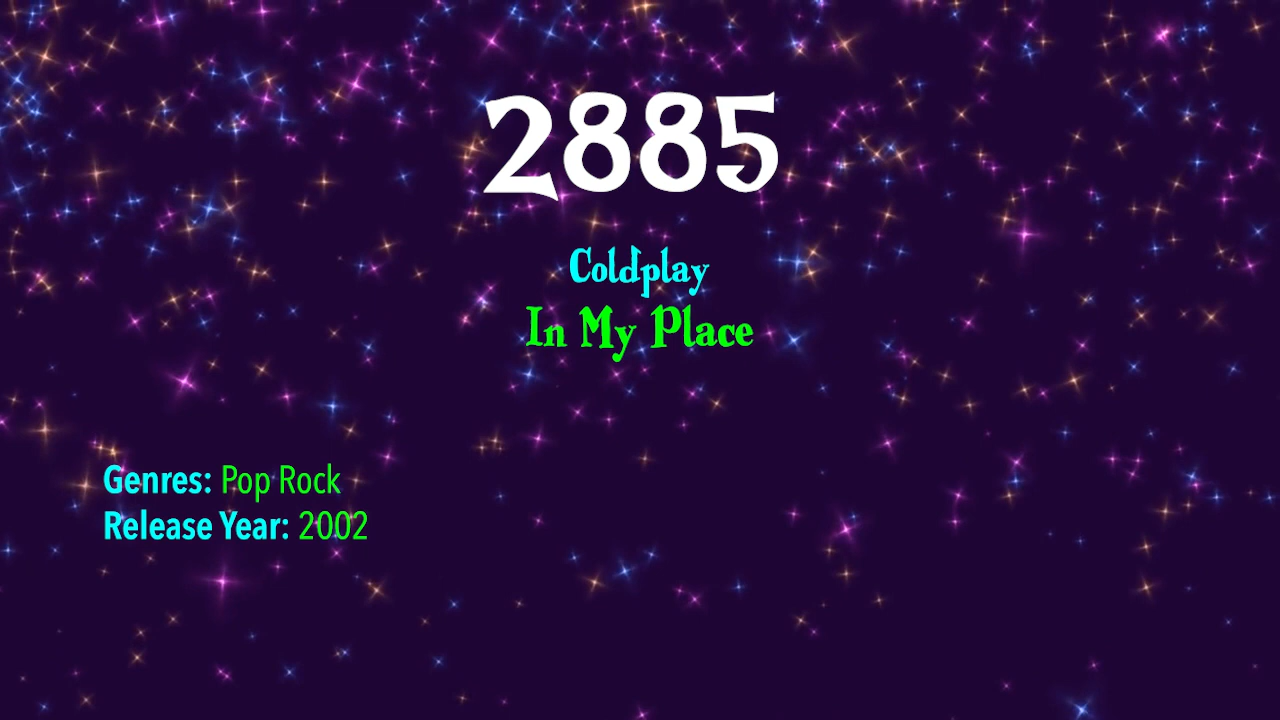 2885
Coldplay
In My Place
Genres: Pop Rock
Release Year: 2002